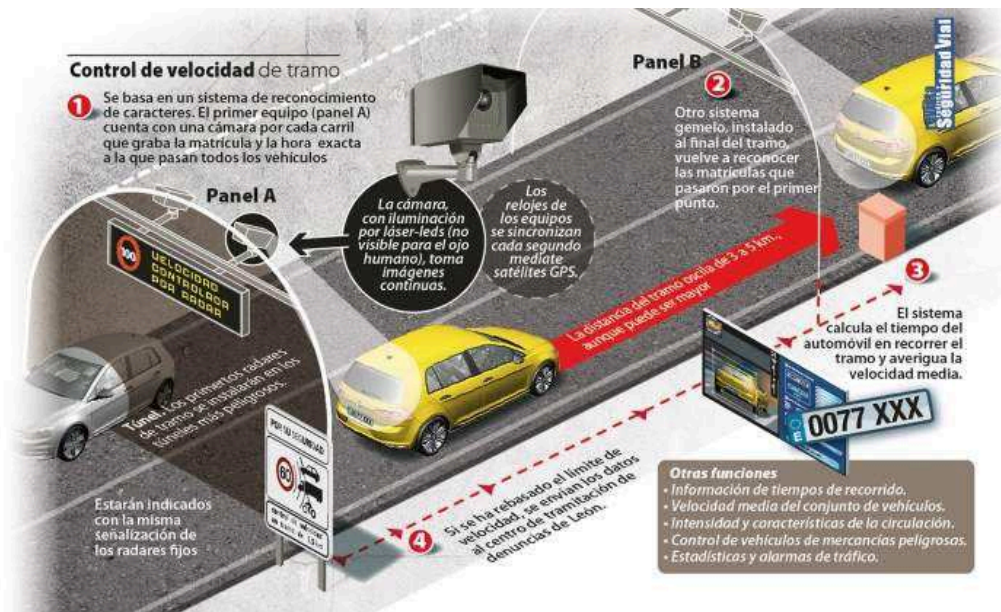 Control de velocidad de tramo
1
Se basa en un sistema de reconocimiento
de caracteres. El primer equipo (panel A)
cuenta con una cámara por cada carril
que graba la matrícula y la hora exacta
a la que pasan todos los vehículos
Panel A
La cámara,
con iluminación
por láser-leds (no
visible para el ojo
humano), toma
imágenes
continuas.
Los
relojes de
los equipos
se sincronizan
cada segundo
mediate
satélites GPS.
Panel B
2
Otro sistema
gemelo, instalado
al final del tramo,
vuelve a reconocer
las matrículas que
pasaron por el primer
punto.
Seguridad Vial
100
VELOCIDAD
CONTROLADA
POR RADAR
La distancia del tramo oscila de 3 a 5 km.,
aunque puede ser mayor
3
El sistema
calcula el tiempo del
automóvil en recorrer el
tramo y averigua la
velocidad media.
0077 XXX
Túnel. Los primertos radares
de tramo se instalarán en los
túneles más peligrosos.
POR SU SEGURIDAD
60
Estarán indicados
con la misma
señalización de
los radares fijos
4
Si se ha rebasado el límite de
velocidad, se envían los datos
al centro de tramitación de
denuncias de León.
Otras funciones
• Información de tiempos de recorrido.
• Velocidad media del conjunto de vehículos.
• Intensidad y características de la circulación.
• Control de vehículos de mercancías peligrosas.
• Estadísticas y alarmas de tráfico.